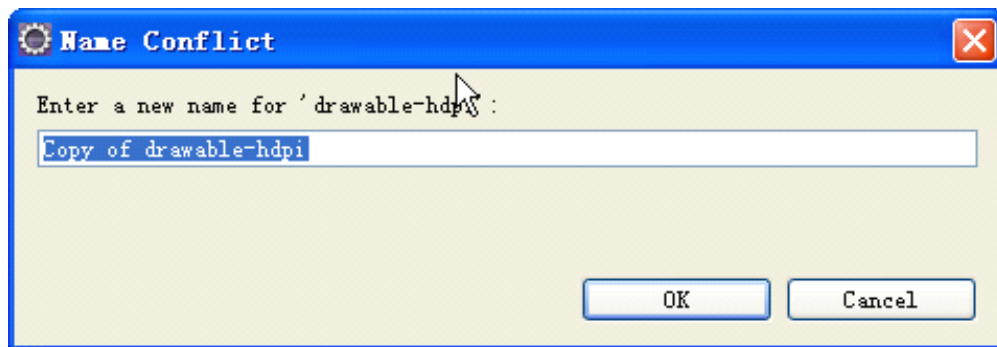 Name Conflict
Enter a new name for 'drawable-hdpi':
Copy of drawable-hdpi
OK
Cancel